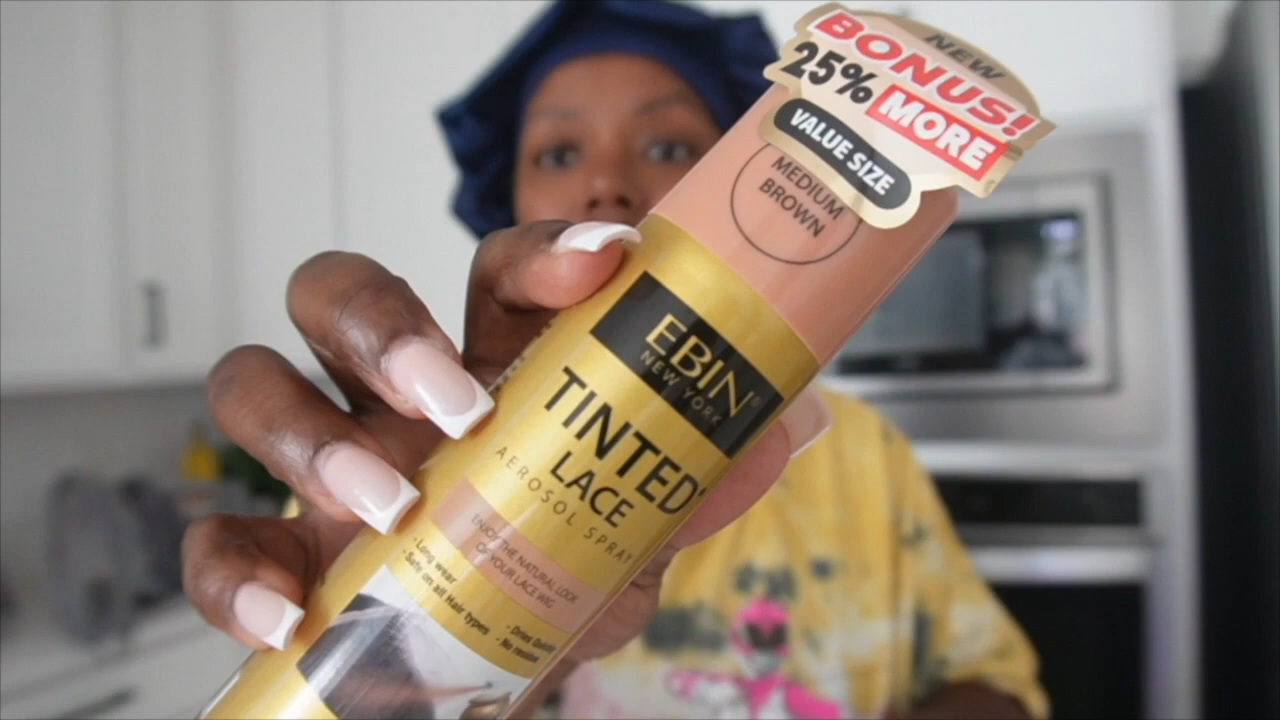 NEW
BONUS!
25% MORE
VALUE SIZE
MEDIUM
BROWN
EBIN®
NEW YORK
TINTED
LACE
AEROSOL SPRAY
ENJOY THE NATURAL LOOK
OF YOUR LACE WIG
- Long wear
- Safe on all Hair types
- Dries Quickly
- No residue